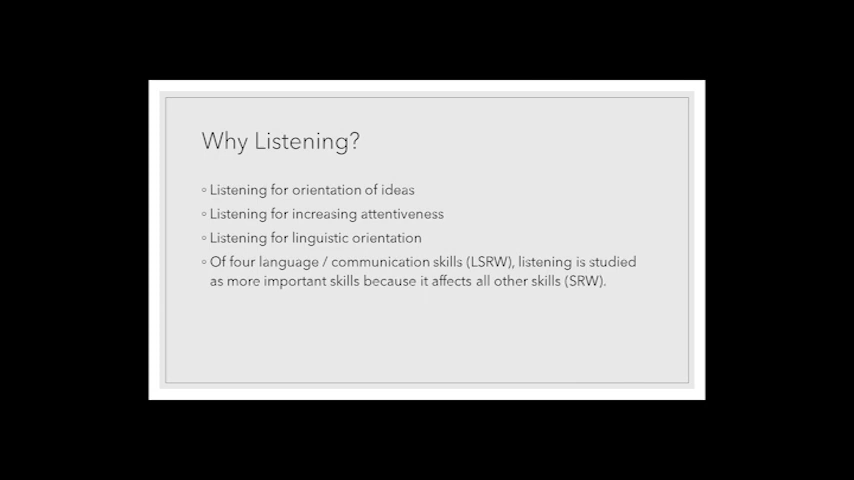 Why Listening?
◦ Listening for orientation of ideas
◦ Listening for increasing attentiveness
◦ Listening for linguistic orientation
◦ Of four language / communication skills (LSRW), listening is studied
as more important skills because it affects all other skills (SRW).